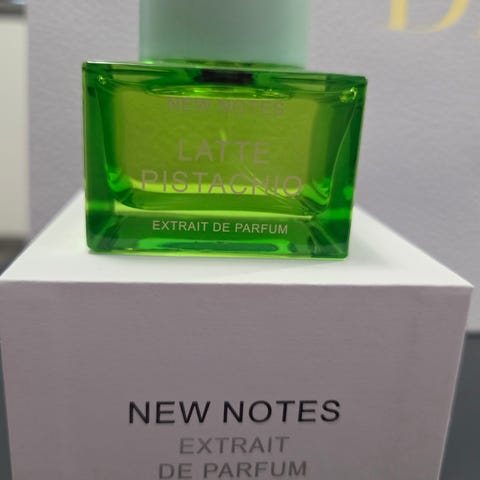 NEW NOTES
LATTE
PISTACHIO
EXTRAIT DE PARFUM
NEW NOTES
EXTRAIT
DE PARFUM